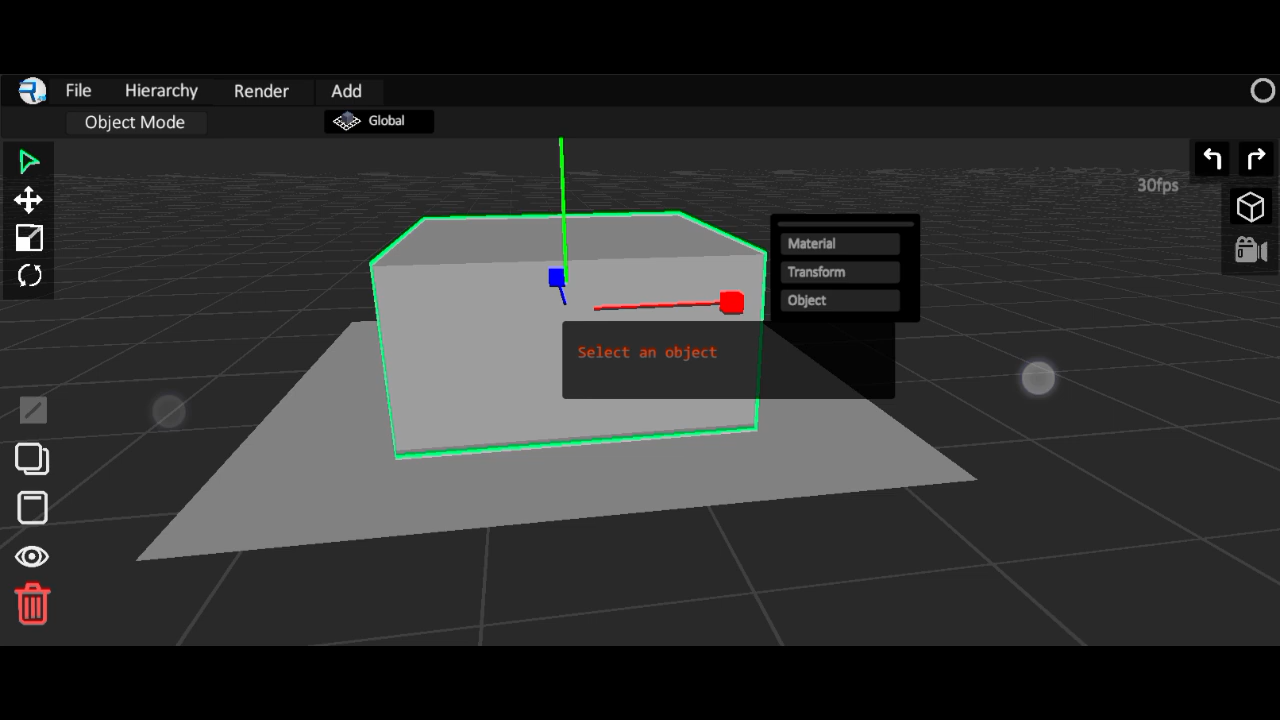 File Hierarchy Render Add
Object Mode Global
30fps
Material
Transform
Object
Select an object